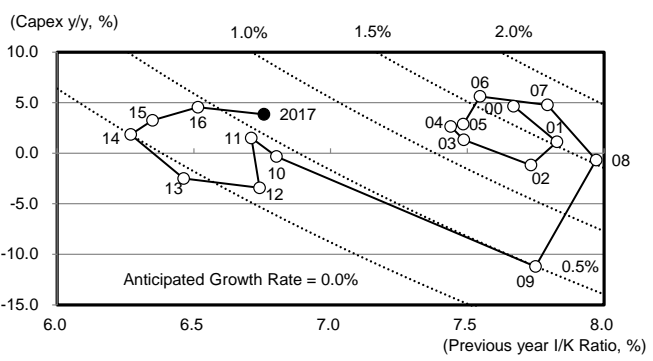 (Capex y/y, %)
1.0% 1.5% 2.0%
10.0
5.0
0.0
-5.0
-10.0
-15.0
06 07
00
15 16 2017
04 05 01
14 11 03
10 02 08
13 12
09 0.5%
Anticipated Growth Rate = 0.0%
6.0 6.5 7.0 7.5 8.0
(Previous year I/K Ratio, %)